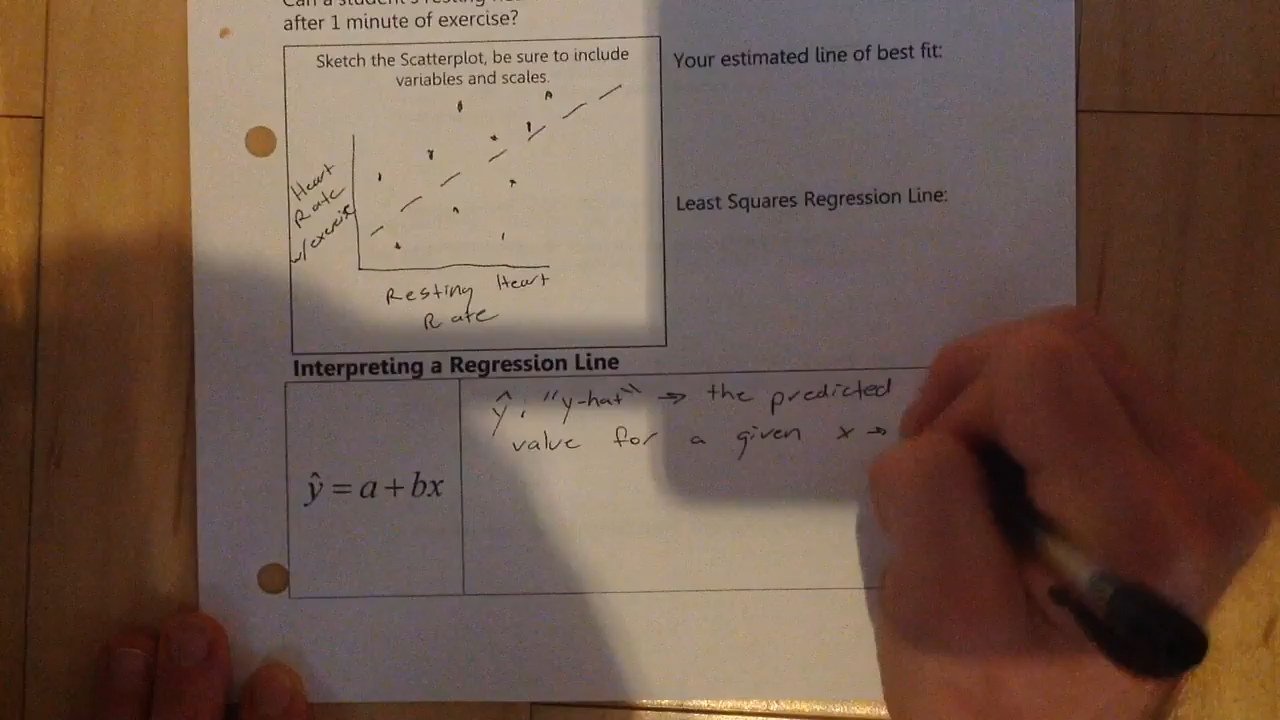 after 1 minute of exercise?
Sketch the Scatterplot, be sure to include
variables and scales.
Heart
Rate
w/exercise
Resting Heart
Rate
Your estimated line of best fit:
Least Squares Regression Line:
Interpreting a Regression Line
ŷ = a + bx
ŷ: "y-hat" → the predicted
value for a given x →